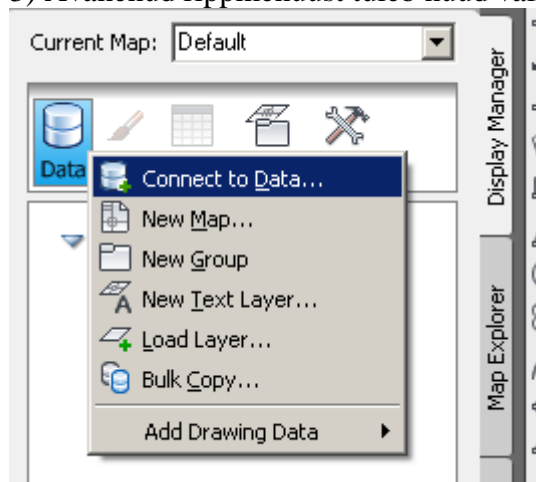 Current Map: Default
Data
Connect to Data...
New Map...
New Group
New Text Layer...
Load Layer...
Bulk Copy...
Add Drawing Data
Display Manager
Map Explorer